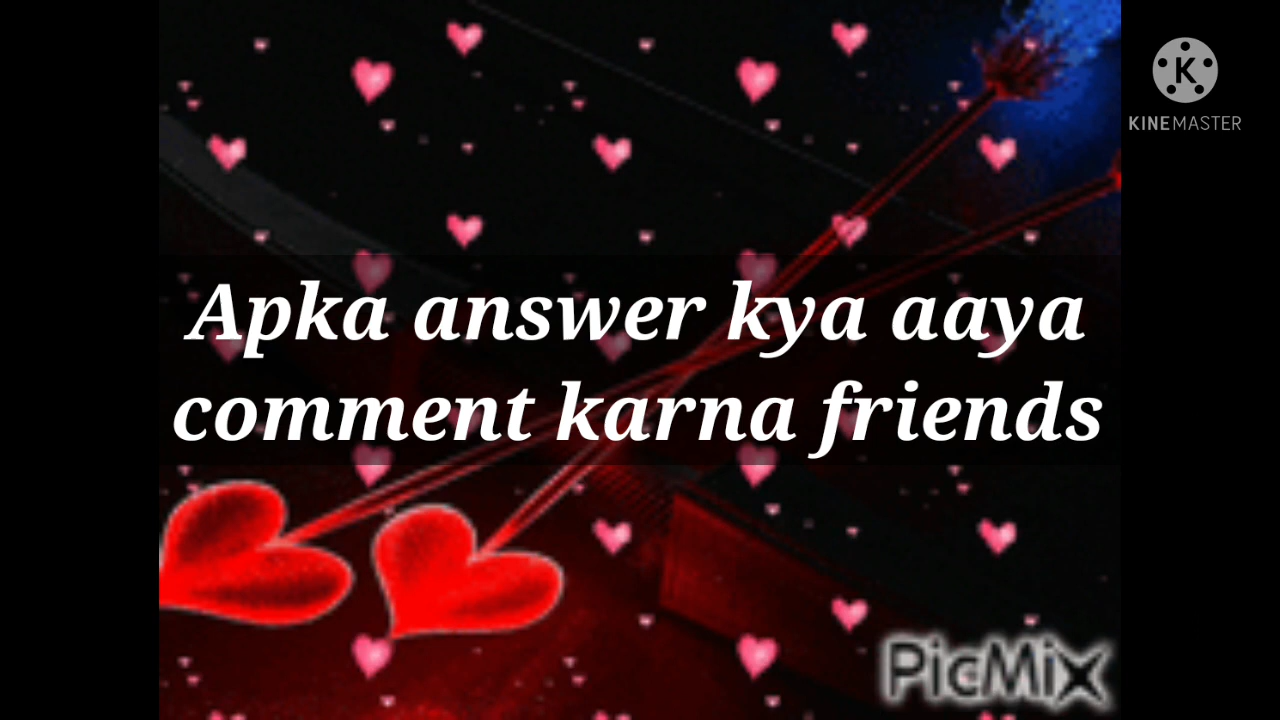 K
KINEMASTER
Apka answer kya aaya
comment karna friends
PicMix